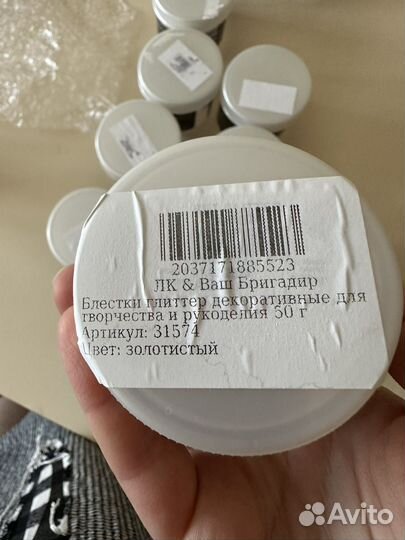 2037171885523
ЛК & Ваш Бригадир
Блестки глиттер декоративные для
творчества и рукоделия 50 г
Артикул: 31574
Цвет: золотистый
Avito